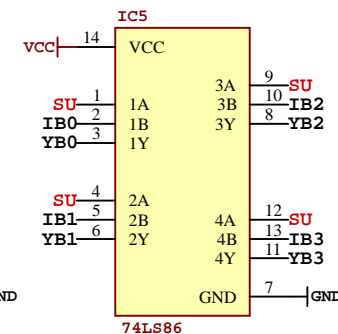 IC5
VCC 14 VCC
3A 9 SU
SU 1 1A 3B 10 IB2
IB0 2 1B 3Y 8 YB2
YB0 3 1Y
SU 4 2A 4A 12 SU
IB1 5 2B 4B 13 IB3
YB1 6 2Y 4Y 11 YB3
ND GND 7 GND
74LS86